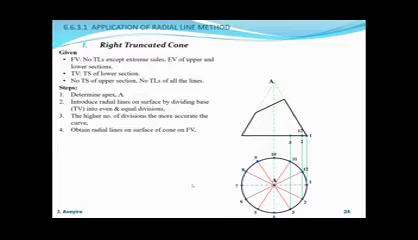 6.6.3.1 APPLICATION OF RADIAL LINE METHOD
I. Right Truncated Cone
Given
• FV: No TLs except extreme sides, EV of upper and
lower sections.
• TV: TS of lower section.
• No TS of upper section, No TLs of all the lines.
Steps:
1. Determine apex, A
2. Introduce radial lines on surface by dividing base
(TV) into even & equal divisions,
3. The higher no. of divisions the more accurate the
curve,
4. Obtain radial lines on surface of cone on FV,
A
12
1
3 2
10
9 11
8 12
7 A 1
6 2
5 3
24